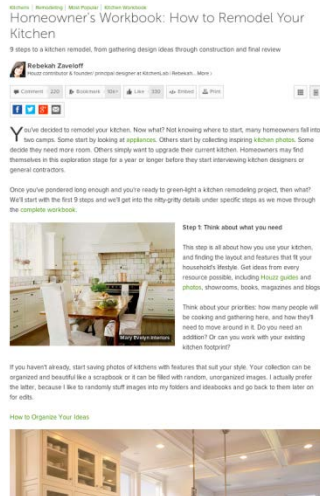 Kitchens | Remodeling | Most Popular | Kitchen Workbook
Homeowner's Workbook: How to Remodel Your
Kitchen
9 steps to a kitchen remodel, from gathering design ideas through construction and final review
Rebekah Zaveloff
Houzz contributor & founder/ principal designer at KitchenLab | Rebekah... More
Comment 220 Bookmark 10k+ Like 330 Embed Print
You've decided to remodel your kitchen. Now what? Not knowing where to start, many homeowners fall into
two camps. Some start by looking at appliances. Others start by collecting inspiring kitchen photos. Some
decide they need more room. Others simply want to upgrade their current kitchen. Homeowners may find
themselves in this exploration stage for a year or longer before they start interviewing kitchen designers or
general contractors.
Once you've pondered long enough and you're ready to green-light a kitchen remodeling project, then what?
We'll start with the first 9 steps and we'll get into the nitty-gritty details under specific steps as we move through
the complete workbook.
Step 1: Think about what you need
This step is all about how you use your kitchen,
and finding the layout and features that fit your
household's lifestyle. Get ideas from every
resource possible, including Houzz guides and
photos, showrooms, books, magazines and blogs.
Think about your priorities: how many people will
be cooking and gathering here, and how they'll
need to move around in it. Do you need an
addition? Or can you work with your existing
kitchen footprint?
Mary Evelyn Interiors
If you haven't already, start saving photos of kitchens with features that suit your style. Your collection can be
organized and beautiful like a scrapbook or it can be filled with random, unorganized images. I actually prefer
the latter, because I like to randomly stuff images into my folders and ideabooks and go back to them later on
for edits.
How to Organize Your Ideas